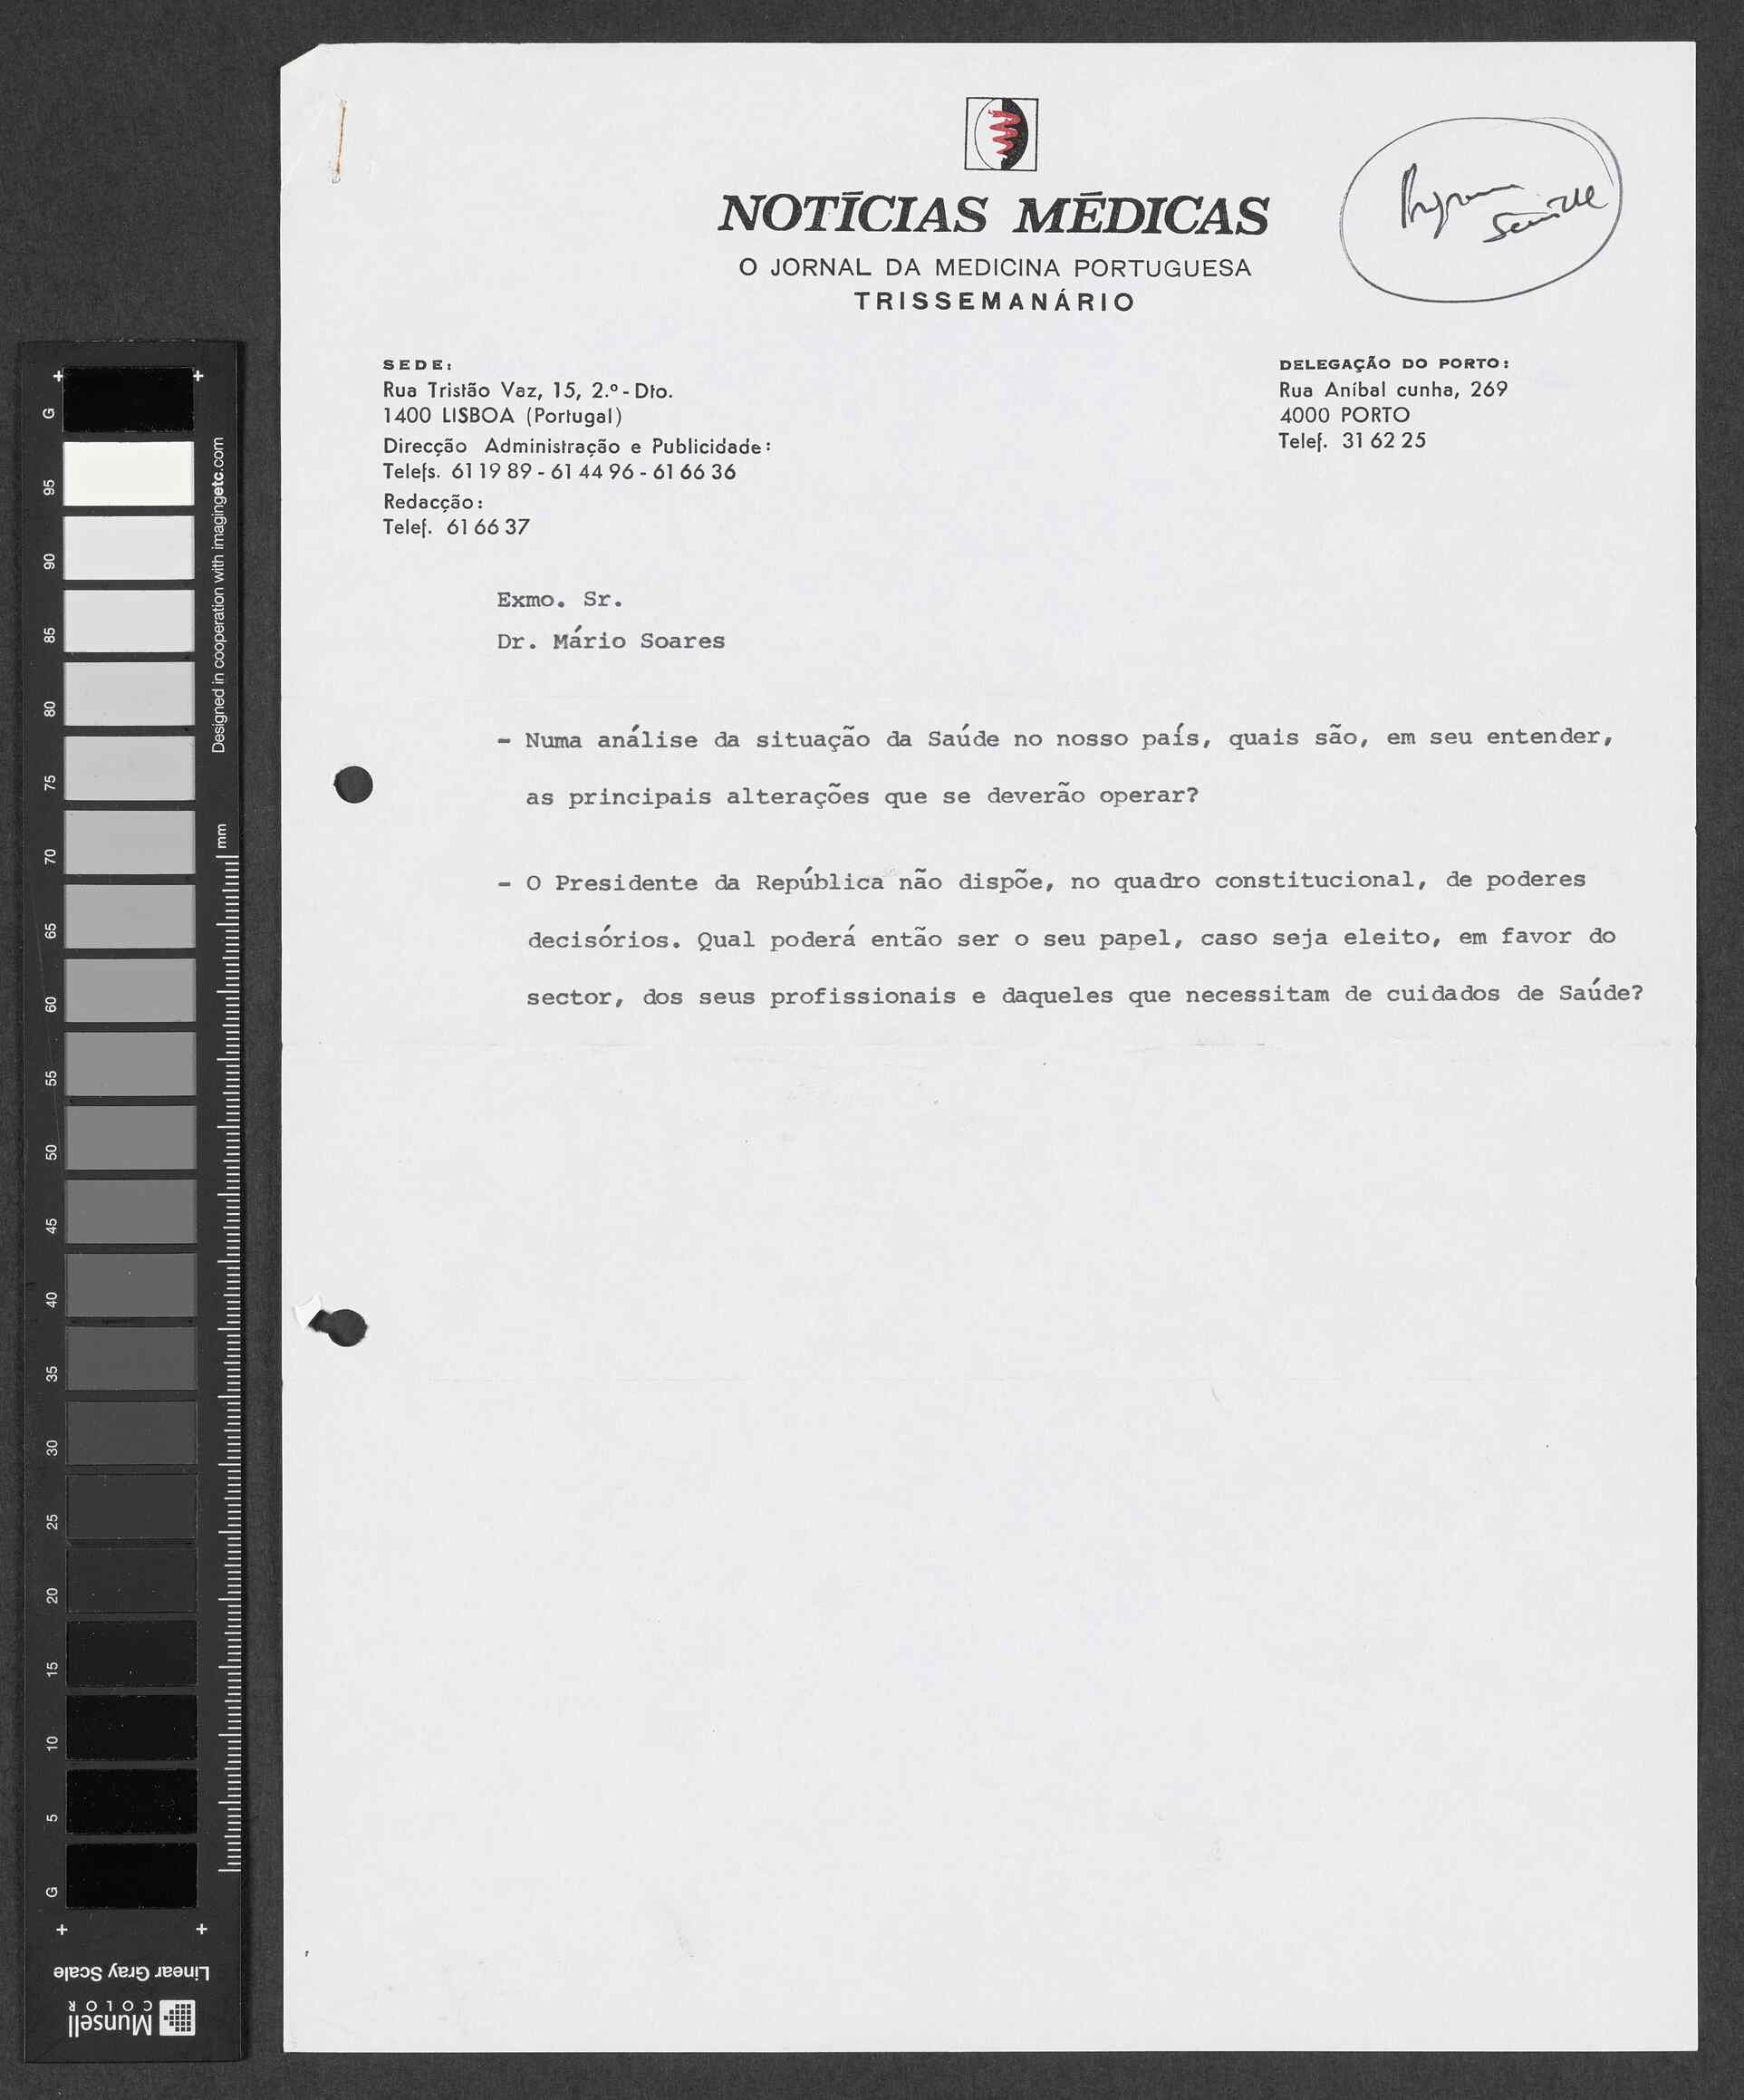 NOTÍCIAS MÉDICAS
O JORNAL DA MEDICINA PORTUGUESA
TRISSEMANÁRIO
Saúde
SEDE:
Rua Tristão Vaz, 15, 2.º - Dto.
1400 LISBOA (Portugal)
Direcção Administração e Publicidade:
Telefs. 61 19 89 - 61 44 96 - 61 66 36
Redacção:
Telef. 61 66 37
DELEGAÇÃO DO PORTO:
Rua Aníbal cunha, 269
4000 PORTO
Telef. 31 62 25
Exmo. Sr.
Dr. Mário Soares
- Numa análise da situação da Saúde no nosso país, quais são, em seu entender,
as principais alterações que se deverão operar?
- O Presidente da República não dispõe, no quadro constitucional, de poderes
decisórios. Qual poderá então ser o seu papel, caso seja eleito, em favor do
sector, dos seus profissionais e daqueles que necessitam de cuidados de Saúde?
G
95
90
85
80
75
70
65
60
55
50
45
40
35
30
25
20
15
10
5
G
Designed in cooperation with imagingetc.com
mm
Linear Gray Scale
Munsell
COLOR